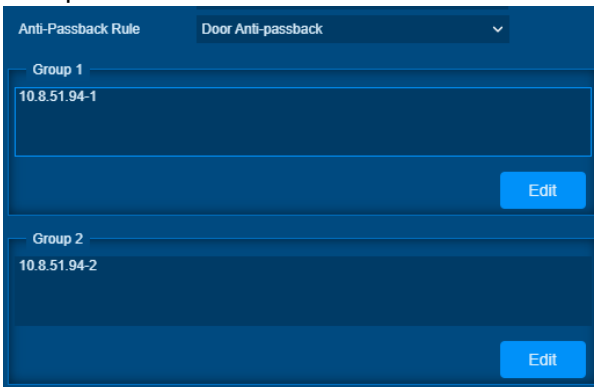 Anti-Passback Rule Door Anti-passback
Group 1
10.8.51.94-1
Edit
Group 2
10.8.51.94-2
Edit